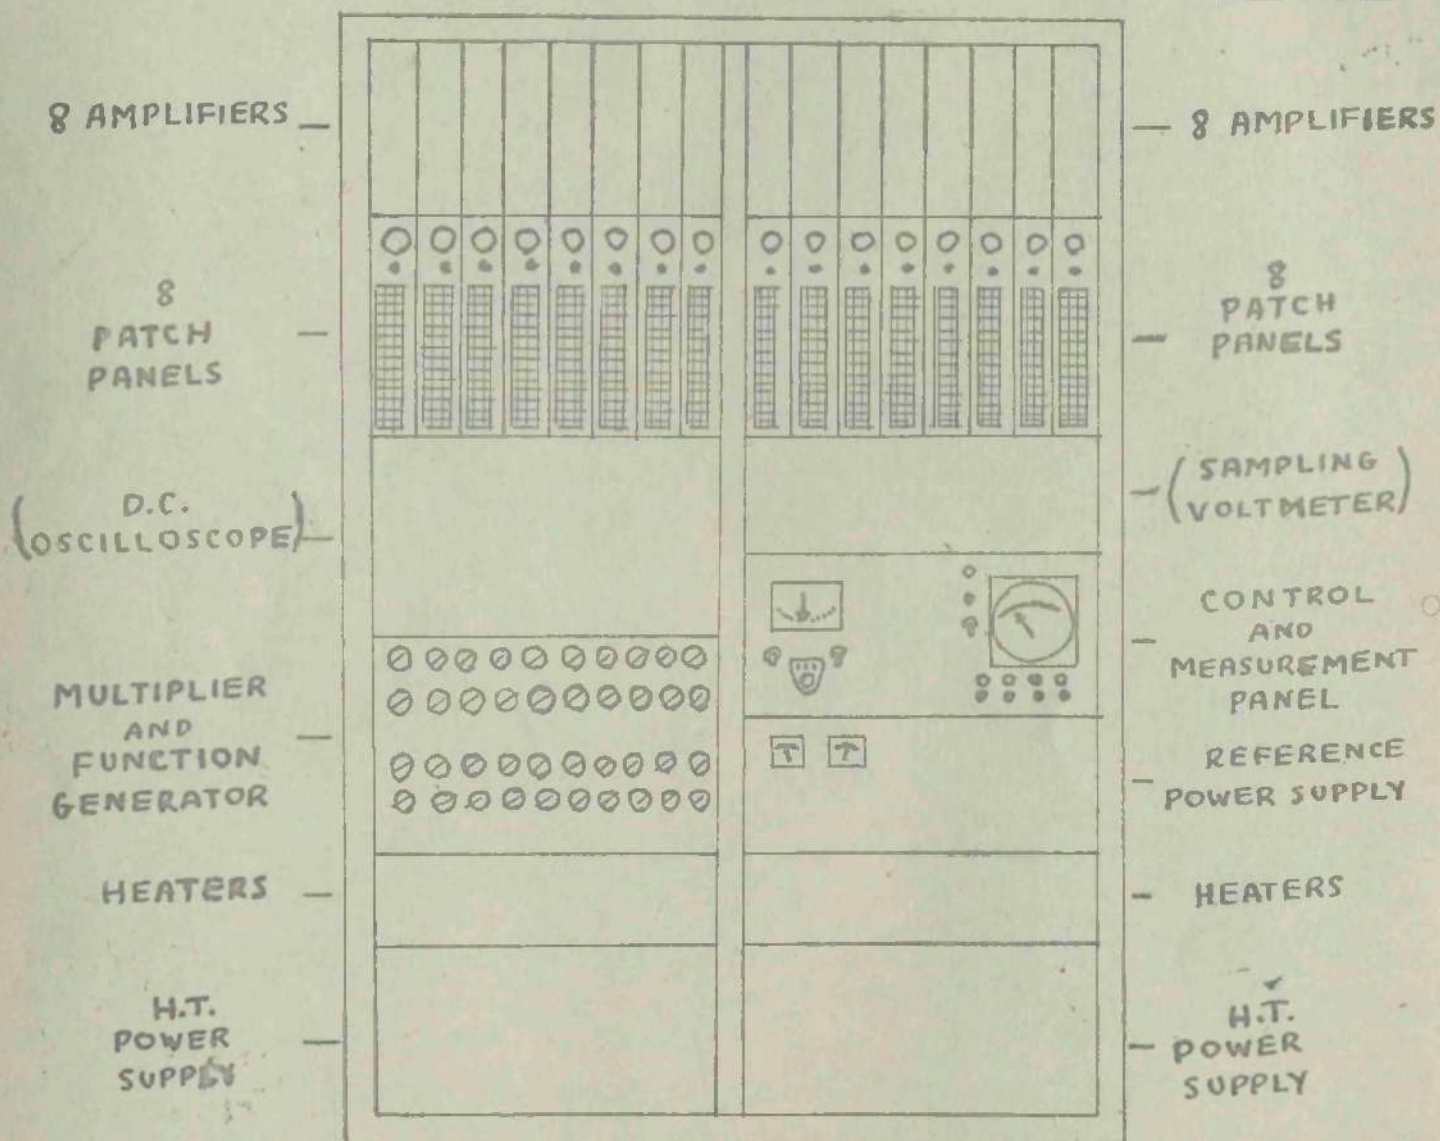 8 AMPLIFIERS
8
PATCH
PANELS
(D.C.
OSCILLOSCOPE)
MULTIPLIER
AND
FUNCTION
GENERATOR
HEATERS
H.T.
POWER
SUPPLY
8 AMPLIFIERS
8
PATCH
PANELS
(SAMPLING
VOLTMETER)
CONTROL
AND
MEASUREMENT
PANEL
REFERENCE
POWER SUPPLY
HEATERS
H.T.
POWER
SUPPLY